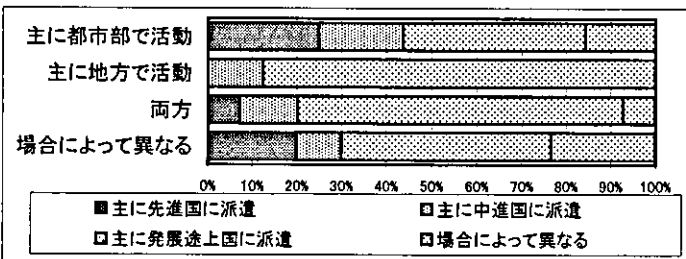 主に都市部で活動
主に地方で活動
両方
場合によって異なる
0% 10% 20% 30% 40% 50% 60% 70% 80% 90% 100%
■主に先進国に派遣 □主に中進国に派遣
□主に発展途上国に派遣 □場合によって異なる